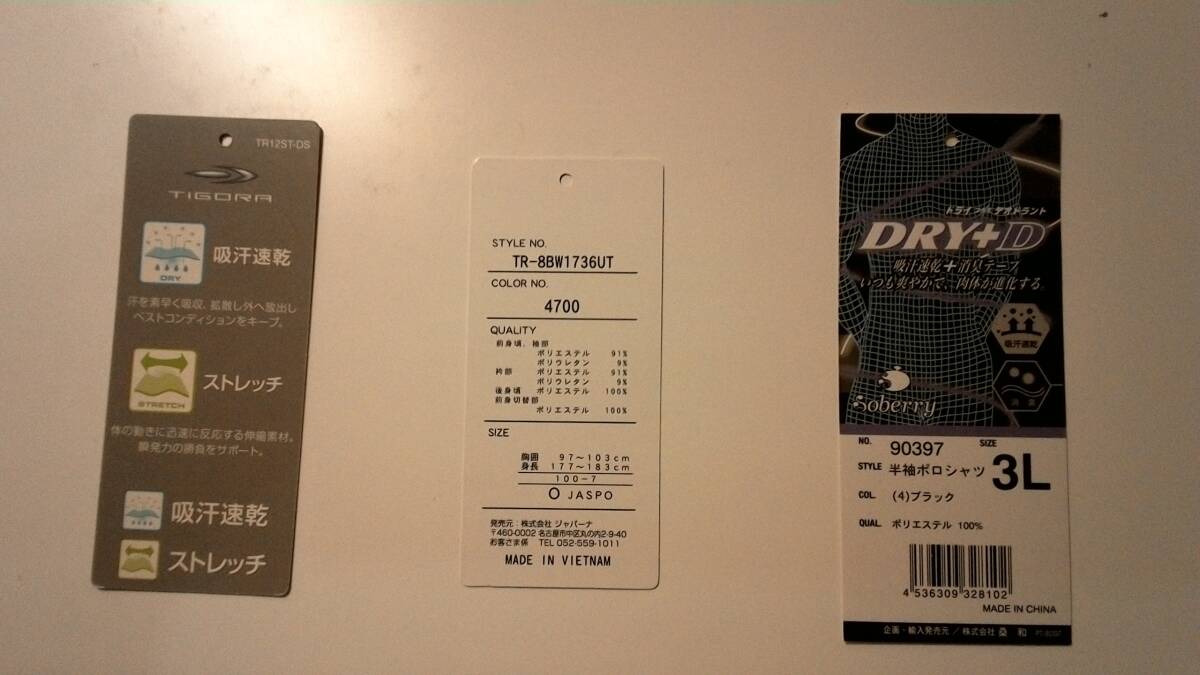 TR12ST-DS
TIGORA
吸汗速乾
DRY
汗を素早く吸収、拡散し外へ放出し
ベストコンディションをキープ。
ストレッチ
STRETCH
体の動きに迅速に反応する伸縮素材。
瞬発力の勝負をサポート。
吸汗速乾
ストレッチ
STYLE NO.
TR-8BW1736UT
COLOR NO.
4700
QUALITY
前身頃、袖部
ポリエステル 91%
ポリウレタン 9%
衿部 ポリエステル 91%
ポリウレタン 9%
後身頃 ポリエステル 100%
前身切替部
ポリエステル 100%
SIZE
胸囲 97～103cm
身長 177～183cm
100-7
O JASPO
発売元:株式会社 ジャパーナ
〒460-0002 名古屋市中区丸の内2-9-40
お客さま係 TEL 052-559-1011
MADE IN VIETNAM
ドライプラスデオドラント
DRY+D
吸汗速乾+消臭テープ
いつも爽やかで、肉体が進化する。
吸汗速乾
消臭
Soberry
NO. 90397 SIZE
3L
STYLE 半袖ポロシャツ
COL. (4)ブラック
QUAL. ポリエステル 100%
4 536309 328102
MADE IN CHINA
企画・輸入発売元／株式会社 桑和